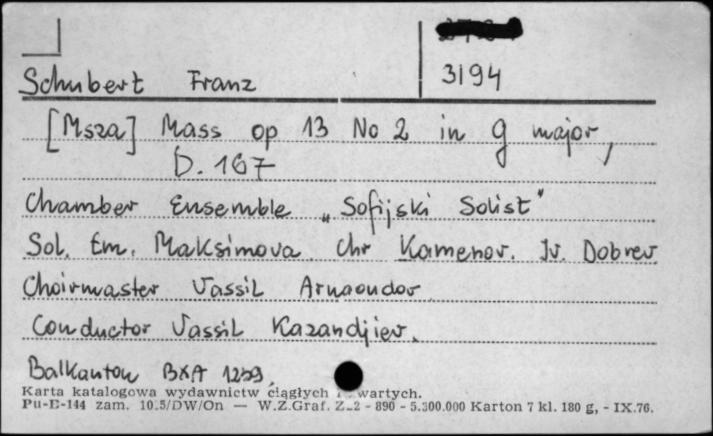 Schubert Franz 3194
[Msza] Mass op 13 No 2 in g major,
D. 167
Chamber Ensemble „Sofijski Solist"
Sol. Em. Maksimova. Chr Kamenov. Iv. Dobrev
Choirmaster Vassil Arnaoudov
Conductor Vassil Kazandjiev.
Balkanton BXA 1259,
Karta katalogowa wydawnictw ciągłych i zwartych.
Pu-E-144 zam. 10.5/DW/On — W.Z.Graf. Z-2 - 890 - 5.300.000 Karton 7 kl. 180 g, - IX.76.